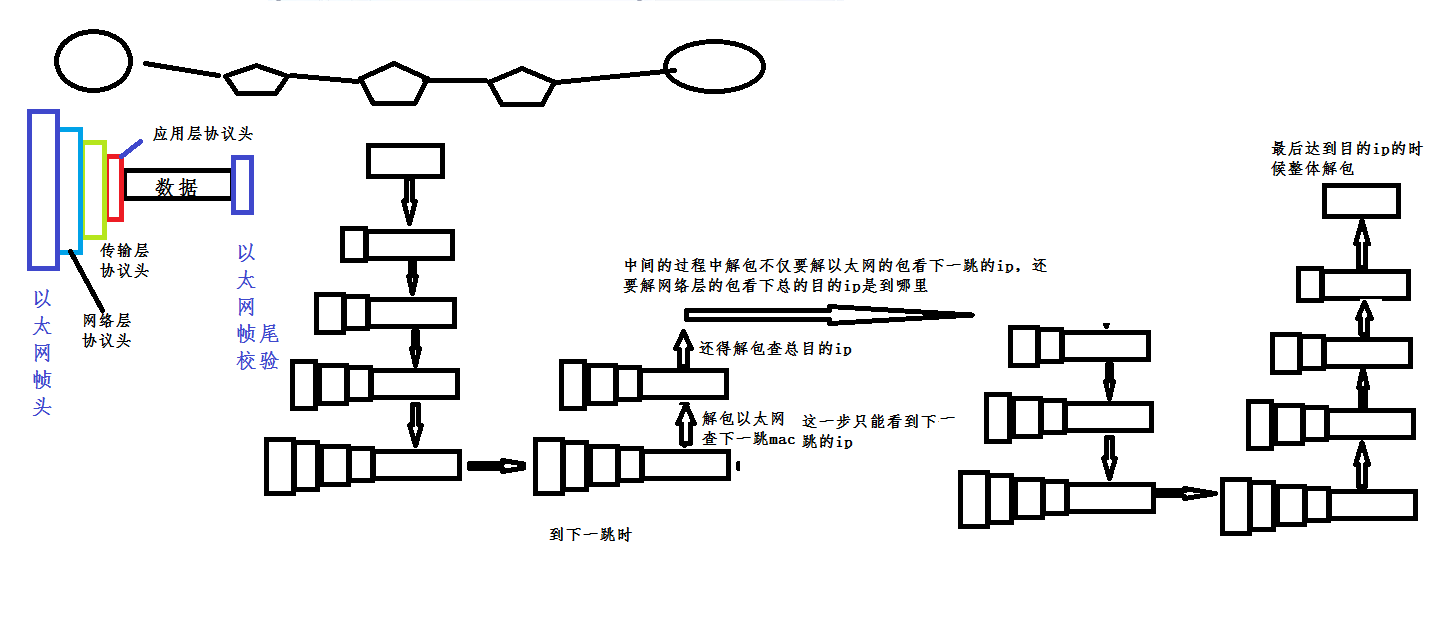 应用层协议头
数据
传输层
协议头
网络层
协议头
以太网帧头
以太网帧尾
校验
到下一跳时
解包以太网
查下一跳mac
这一步只能看到下一
跳的ip
还得解包查总目的ip
中间的过程中解包不仅要解以太网的包看下一跳的ip，还
要解网络层的包看下总的目的ip是到哪里
最后达到目的ip的时
候整体解包